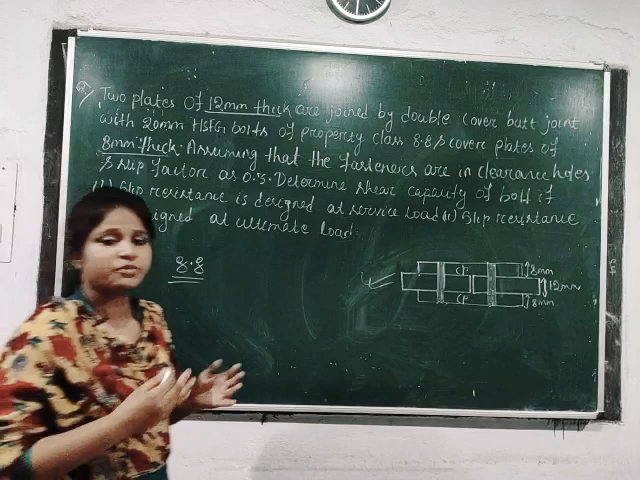 Q) Two plates Of 12mm thick are joined by double cover butt joint
with 20mm HSFG bolts of property class 8.8 & cover plates of
8mm thick. Assuming that the fasteners are in clearance holes
& slip factor as 0.5. Determine shear capacity of bolt if
(i) Slip resistance is designed at service load (ii) Slip resistance
igned at ultimate load
8.8
CP
8mm
12mm
CP
8mm